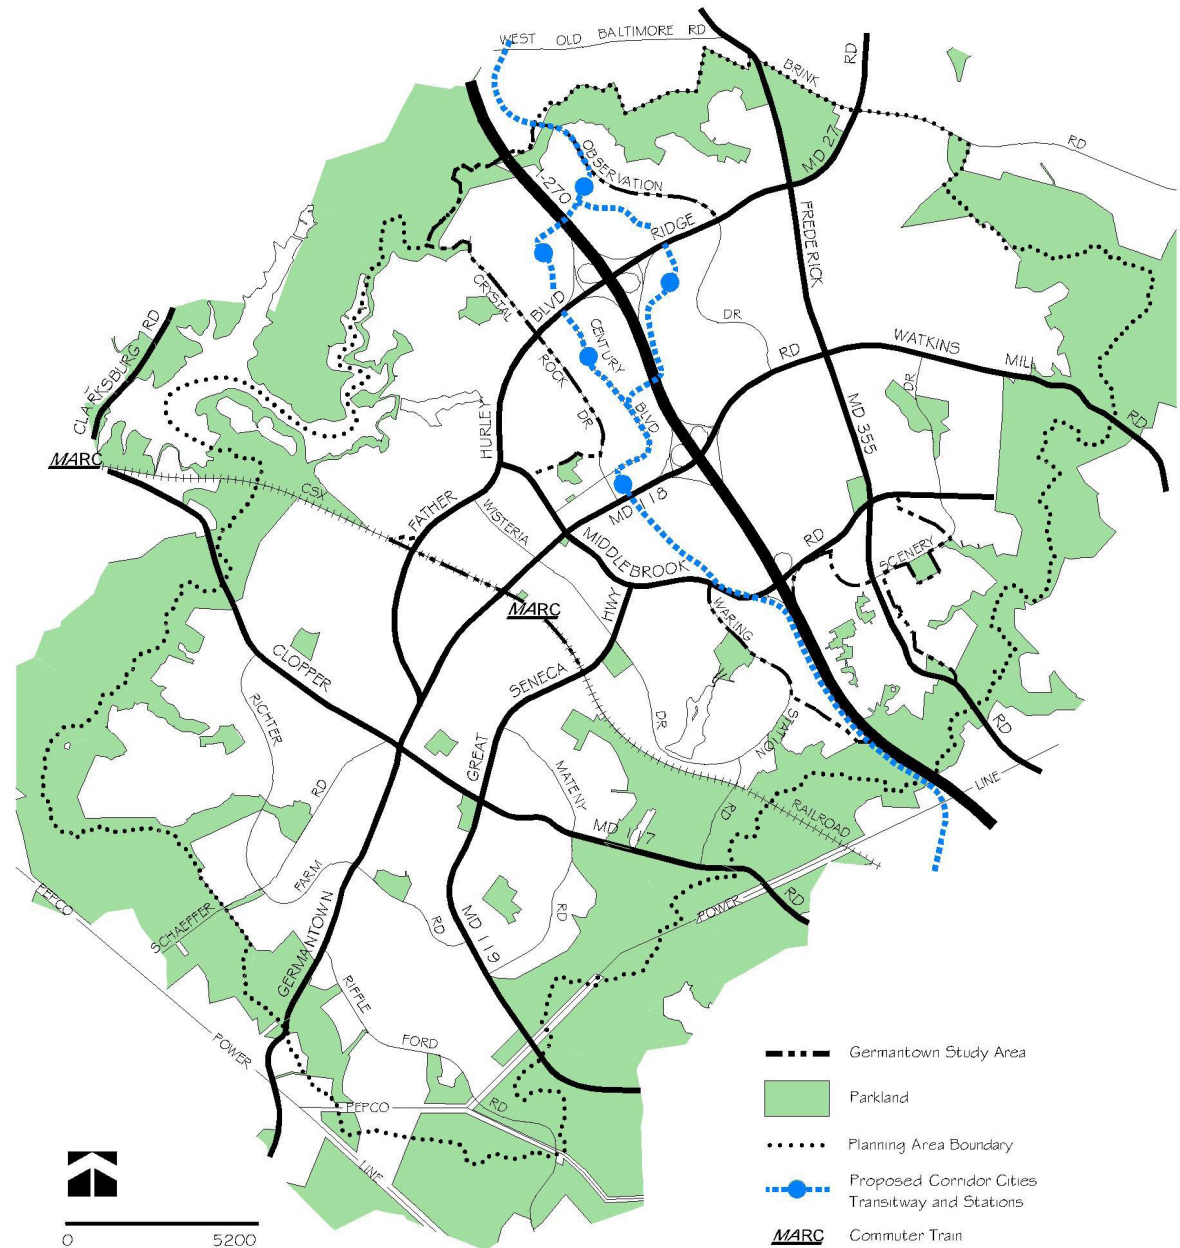 WEST OLD BALTIMORE RD
BRINK
RD
RD
MD 27
OBSERVATION
I-270
RIDGE
FREDERICK
CRYSTAL
BLVD
CENTURY
DR
ROCK
BLVD
DR
RD
WATKINS
MILL
RD
DR
CLARKSBURG RD
HURLEY
MD 355
MARC
CSX
FATHER
WISTERIA
MD 118
MIDDLEBROOK
RD
SCENERY
MARC
HWY
WARING
CLOPPER
SENECA
RICHTER
DR
STATION
RD
GREAT
MATENY
RD
LINE
RD
MD 117
RAILROAD
FARM
RD
POWER
PEPCO
SCHAEFFER
RD
MD 119
RD
GERMANTOWN
RIFFLE
FORD
POWER
RD
PEPCO
LINE
Germantown Study Area
Parkland
Planning Area Boundary
Proposed Corridor Cities
Transitway and Stations
MARC Commuter Train
0 5200